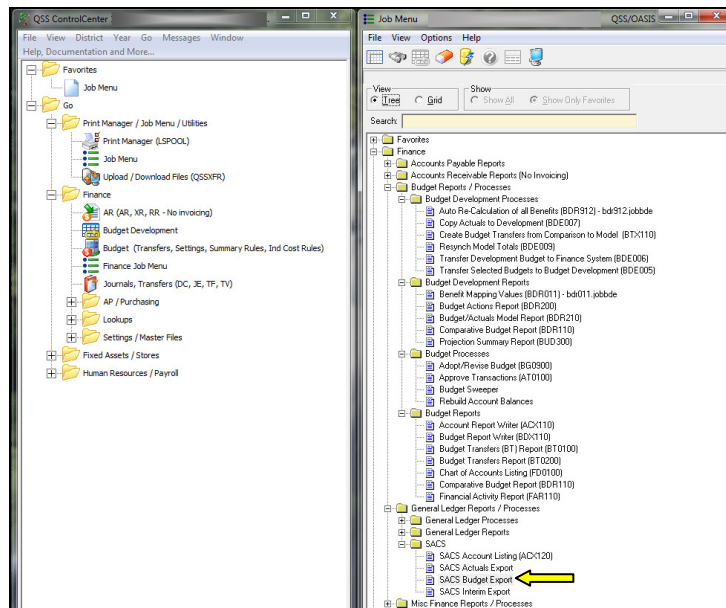 QSS ControlCenter
File View District Year Go Messages Window
Help, Documentation and More...
Favorites
Job Menu
Go
Print Manager / Job Menu / Utilities
Print Manager (LSPOOL)
Job Menu
Upload / Download Files (QSSXFR)
Finance
AR (AR, XR, RR - No invoicing)
Budget Development
Budget (Transfers, Settings, Summary Rules, Ind Cost Rules)
Finance Job Menu
Journals, Transfers (DC, JE, TF, TV)
AP / Purchasing
Lookups
Settings / Master Files
Fixed Assets / Stores
Human Resources / Payroll
Job Menu QSS/OASIS
File View Options Help
View
Tree Grid
Show
Show All Show Only Favorites
Search:
Favorites
Finance
Accounts Payable Reports
Accounts Receivable Reports (No Invoicing)
Budget Reports / Processes
Budget Development Processes
Auto Re-Calculation of all Benefits (BDR912) - bdr912.jobbde
Copy Actuals to Development (BDE007)
Create Budget Transfers from Comparison to Model (BTX110)
Resynch Model Totals (BDE009)
Transfer Development Budget to Finance System (BDE006)
Transfer Selected Budgets to Budget Development (BDE005)
Budget Development Reports
Benefit Mapping Values (BDR011) - bdr011.jobbde
Budget Actions Report (BDR200)
Budget/Actuals Model Report (BDR210)
Comparative Budget Report (BDR110)
Projection Summary Report (BUD300)
Budget Processes
Adopt/Revise Budget (BG0900)
Approve Transactions (AT0100)
Budget Sweeper
Rebuild Account Balances
Budget Reports
Account Report Writer (ACX110)
Budget Report Writer (BDX110)
Budget Transfers (BT) Report (BT0100)
Budget Transfers Report (BT0200)
Chart of Accounts Listing (FD0100)
Comparative Budget Report (BDR110)
Financial Activity Report (FAR110)
General Ledger Reports / Processes
General Ledger Processes
General Ledger Reports
SACS
SACS Account Listing (ACX120)
SACS Actuals Export
SACS Budget Export
SACS Interim Export
Misc Finance Reports / Processes